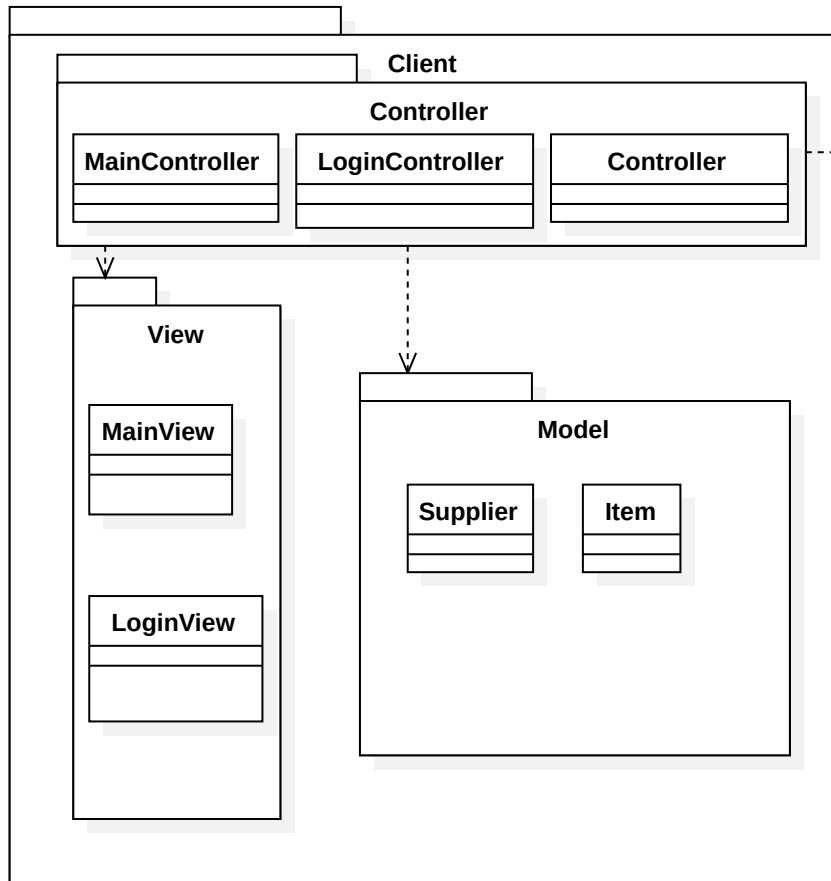 Client
Controller
MainController
LoginController
Controller
View
MainView
LoginView
Model
Supplier
Item